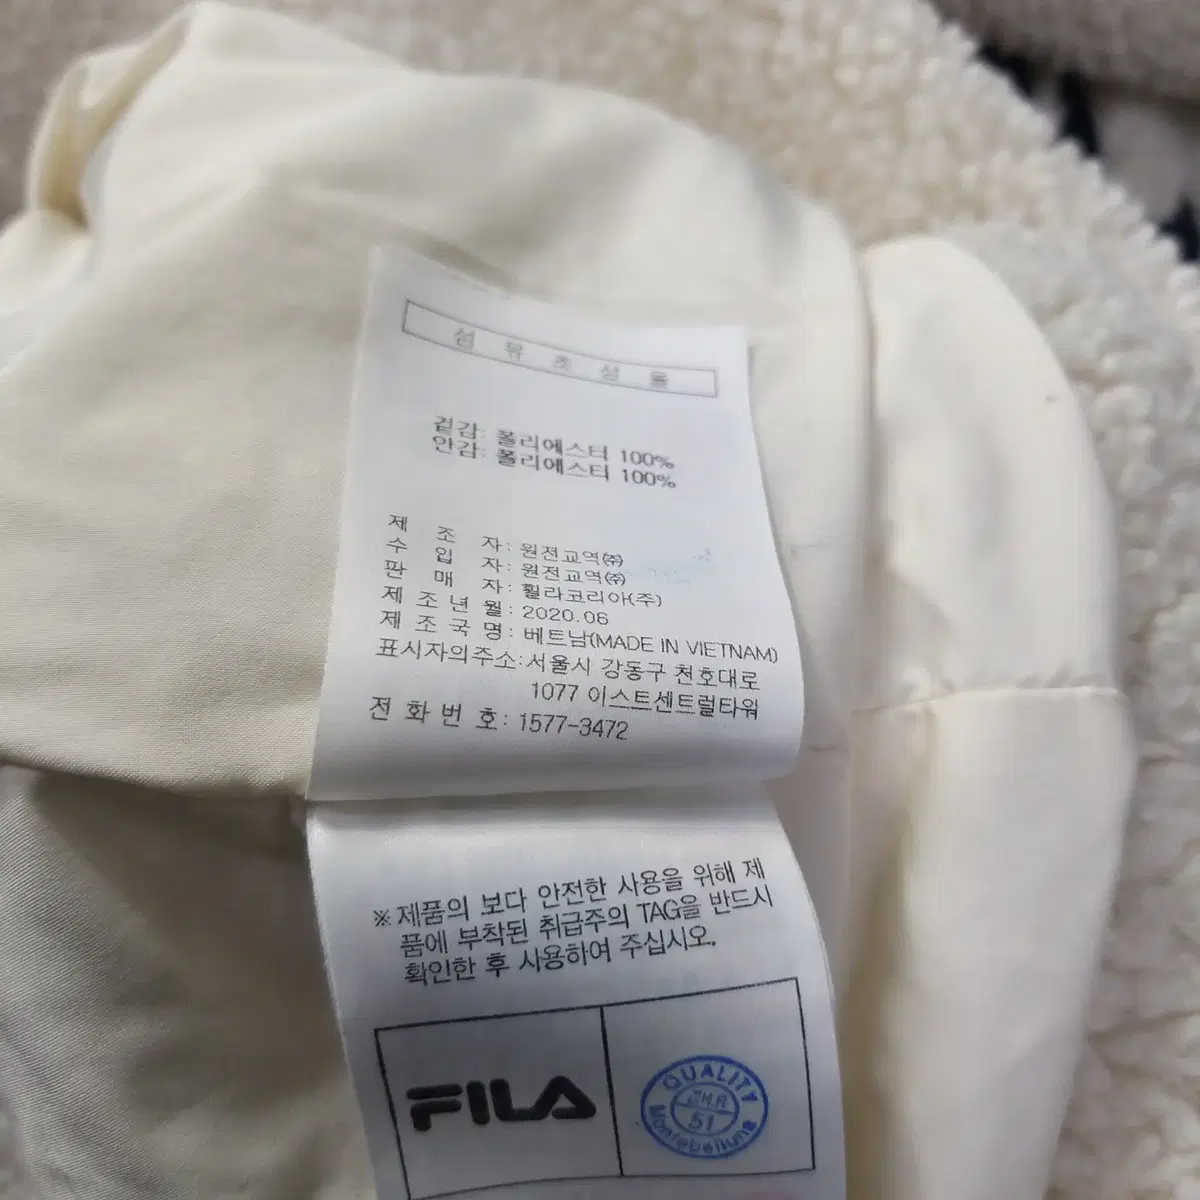 섬유조성율
겉감: 폴리에스터 100%
안감: 폴리에스터 100%
제 조 자: 원전교역(주)
수 입 자: 원전교역(주)
판 매 자: 휠라코리아(주)
제 조 년 월: 2020.06
제 조 국 명: 베트남(MADE IN VIETNAM)
표시자의주소: 서울시 강동구 천호대로
1077 이스트센트럴타워
전 화 번 호: 1577-3472
※ 제품의 보다 안전한 사용을 위해 제
품에 부착된 취급주의 TAG을 반드시
확인한 후 사용하여 주십시오.
FILA
QUALITY
51